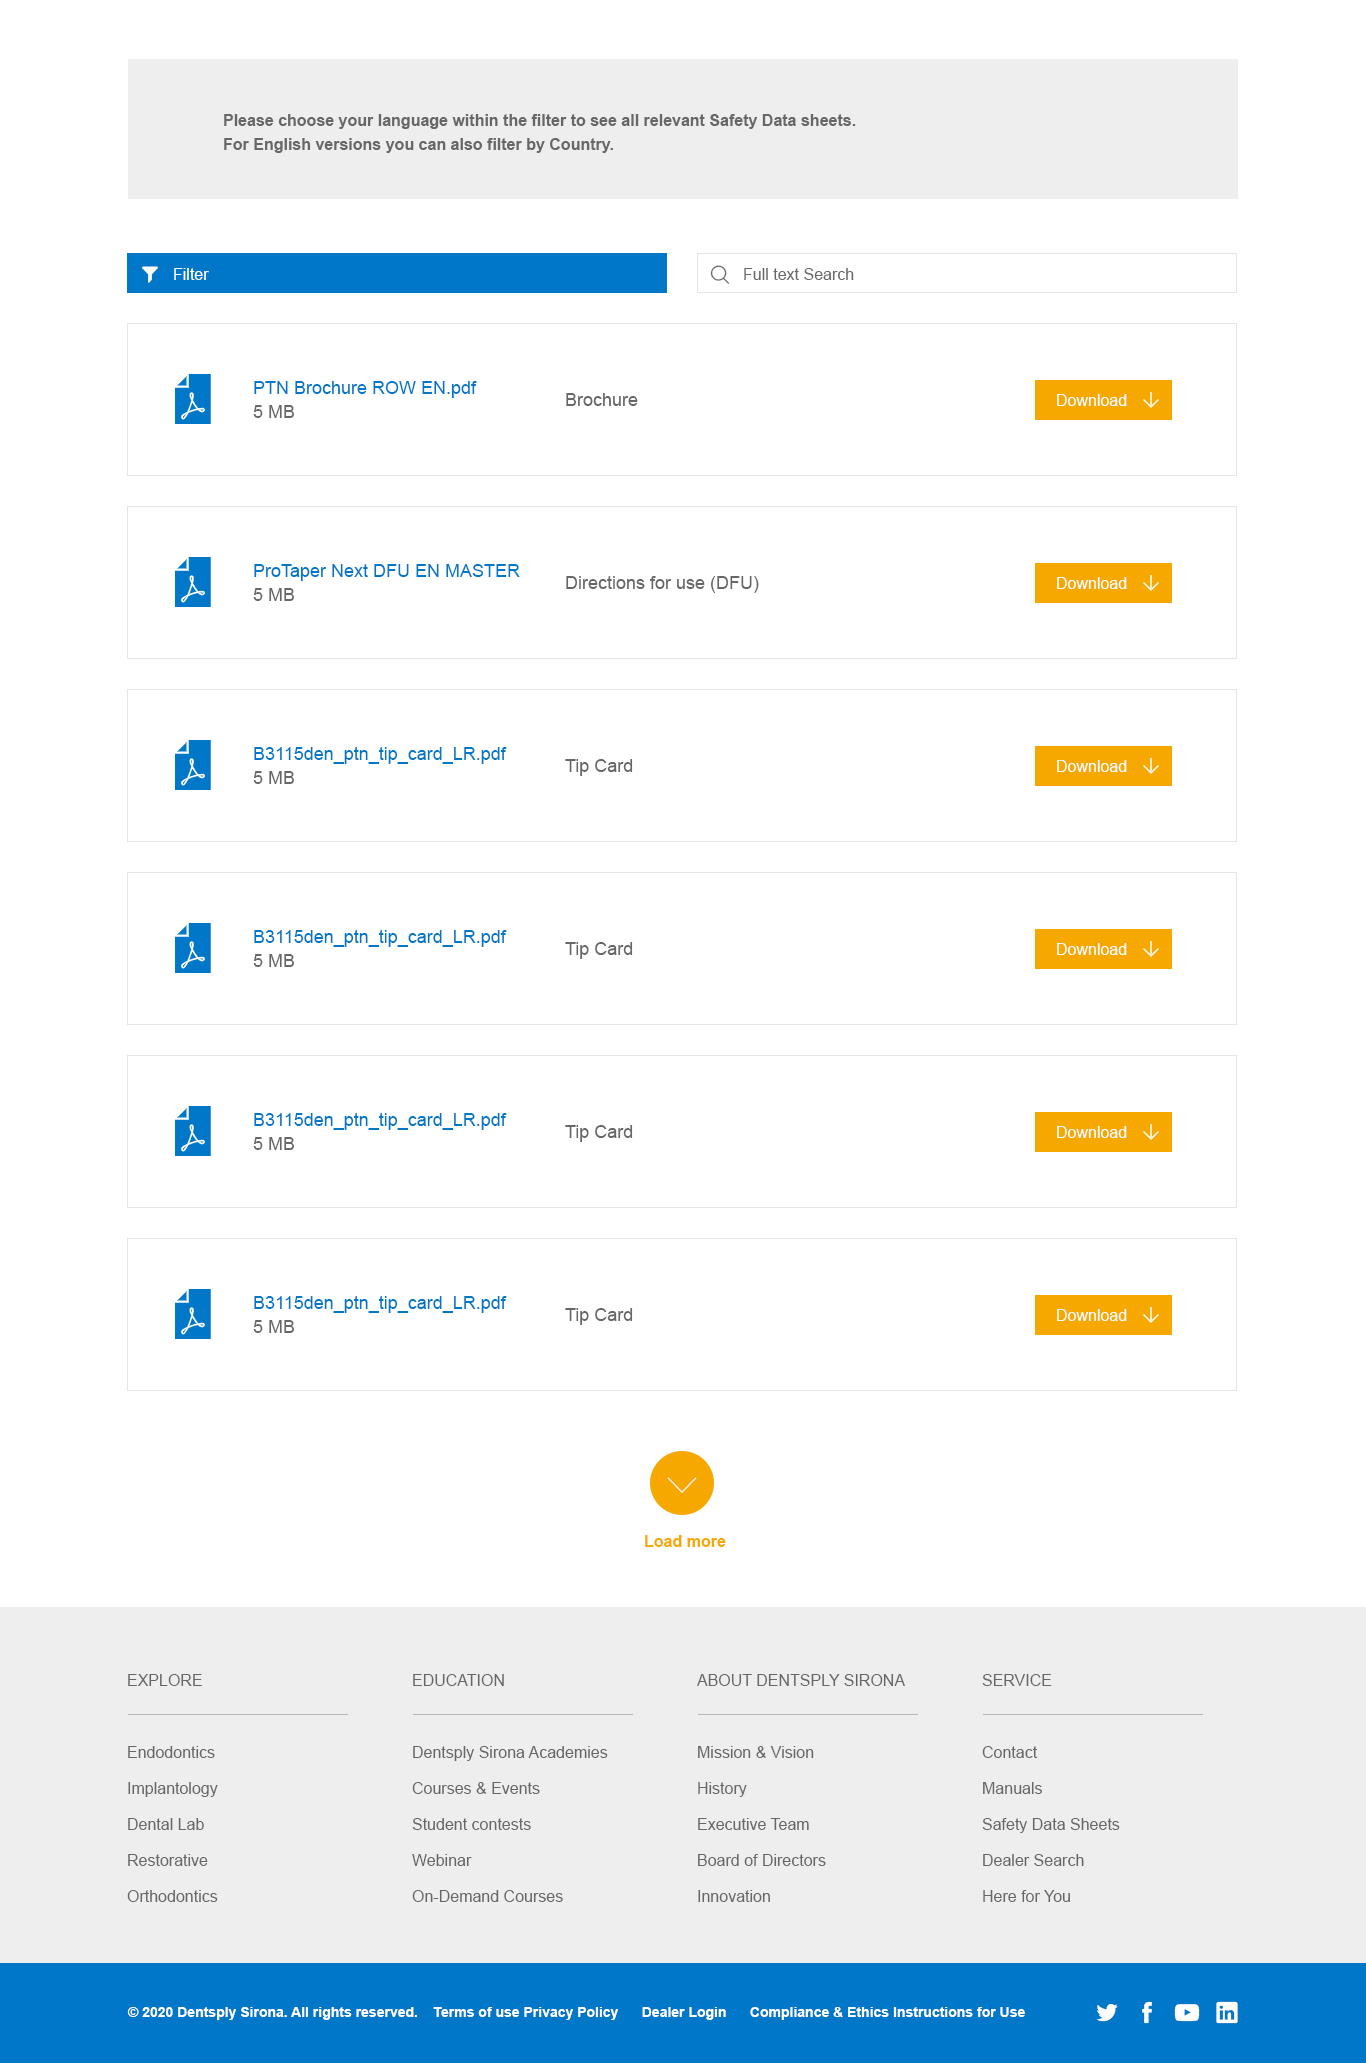 Please choose your language within the filter to see all relevant Safety Data sheets.
For English versions you can also filter by Country.
Filter
Full text Search
PTN Brochure ROW EN.pdf
5 MB
Brochure
Download
ProTaper Next DFU EN MASTER
5 MB
Directions for use (DFU)
Download
B3115den_ptn_tip_card_LR.pdf
5 MB
Tip Card
Download
B3115den_ptn_tip_card_LR.pdf
5 MB
Tip Card
Download
B3115den_ptn_tip_card_LR.pdf
5 MB
Tip Card
Download
B3115den_ptn_tip_card_LR.pdf
5 MB
Tip Card
Download
Load more
EXPLORE
Endodontics
Implantology
Dental Lab
Restorative
Orthodontics
EDUCATION
Dentsply Sirona Academies
Courses & Events
Student contests
Webinar
On-Demand Courses
ABOUT DENTSPLY SIRONA
Mission & Vision
History
Executive Team
Board of Directors
Innovation
SERVICE
Contact
Manuals
Safety Data Sheets
Dealer Search
Here for You
© 2020 Dentsply Sirona. All rights reserved. Terms of use Privacy Policy Dealer Login Compliance & Ethics Instructions for Use